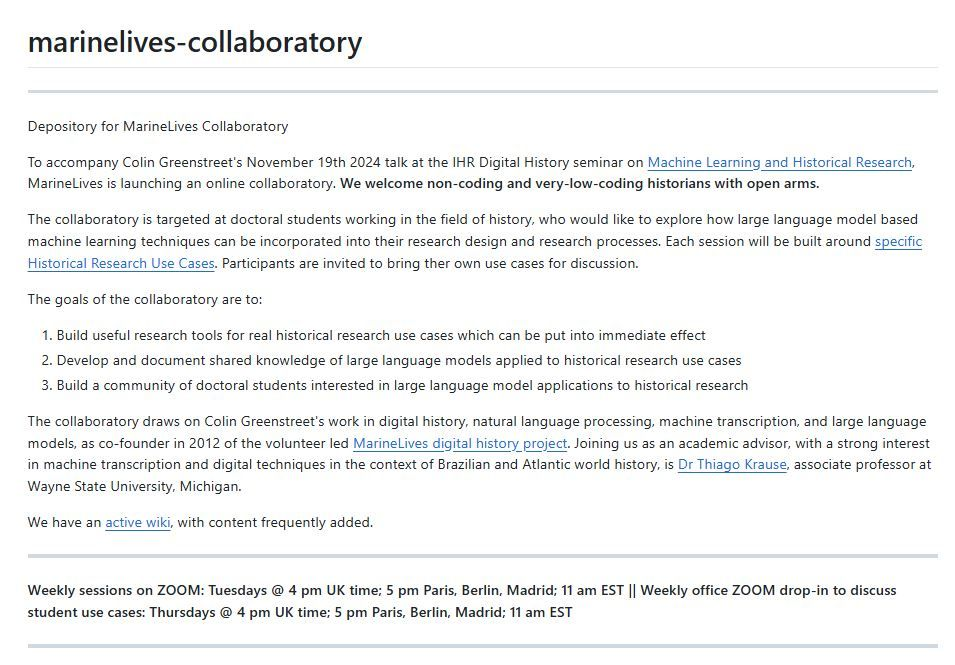 marinelives-collaboratory
Depository for MarineLives Collaboratory
To accompany Colin Greenstreet's November 19th 2024 talk at the IHR Digital History seminar on Machine Learning and Historical Research,
MarineLives is launching an online collaboratory. We welcome non-coding and very-low-coding historians with open arms.
The collaboratory is targeted at doctoral students working in the field of history, who would like to explore how large language model based
machine learning techniques can be incorporated into their research design and research processes. Each session will be built around specific
Historical Research Use Cases. Participants are invited to bring ther own use cases for discussion.
The goals of the collaboratory are to:
1. Build useful research tools for real historical research use cases which can be put into immediate effect
2. Develop and document shared knowledge of large language models applied to historical research use cases
3. Build a community of doctoral students interested in large language model applications to historical research
The collaboratory draws on Colin Greenstreet's work in digital history, natural language processing, machine transcription, and large language
models, as co-founder in 2012 of the volunteer led MarineLives digital history project. Joining us as an academic advisor, with a strong interest
in machine transcription and digital techniques in the context of Brazilian and Atlantic world history, is Dr Thiago Krause, associate professor at
Wayne State University, Michigan.
We have an active wiki, with content frequently added.
Weekly sessions on ZOOM: Tuesdays @ 4 pm UK time; 5 pm Paris, Berlin, Madrid; 11 am EST || Weekly office ZOOM drop-in to discuss
student use cases: Thursdays @ 4 pm UK time; 5 pm Paris, Berlin, Madrid; 11 am EST